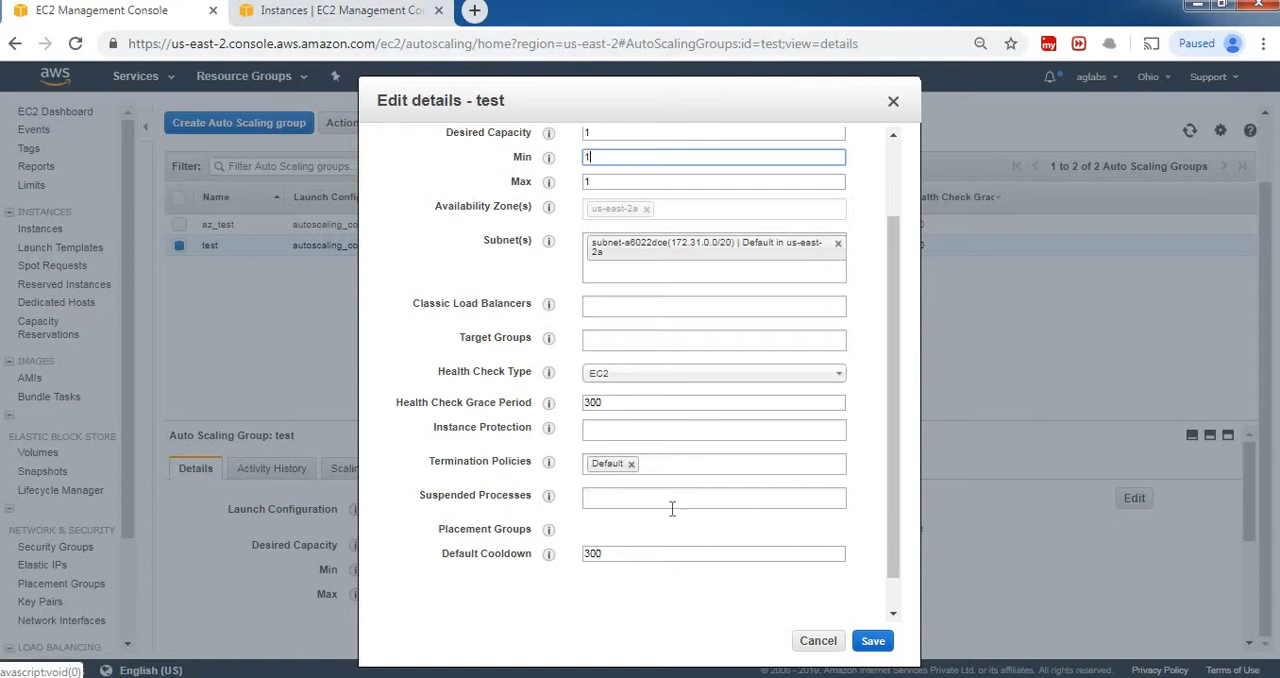 EC2 Management Console
Instances | EC2 Management Co
https://us-east-2.console.aws.amazon.com/ec2/autoscaling/home?region=us-east-2#AutoScalingGroups:id=test;view=details
my
Paused
aws
Services
Resource Groups
aglabs
Ohio
Support
EC2 Dashboard
Events
Tags
Reports
Limits
INSTANCES
Instances
Launch Templates
Spot Requests
Reserved Instances
Dedicated Hosts
Capacity
Reservations
IMAGES
AMIs
Bundle Tasks
ELASTIC BLOCK STORE
Volumes
Snapshots
Lifecycle Manager
NETWORK & SECURITY
Security Groups
Elastic IPs
Placement Groups
Key Pairs
Network Interfaces
LOAD BALANCING
Create Auto Scaling group
Action
Filter:
Filter Auto Scaling groups.
1 to 2 of 2 Auto Scaling Groups
Name
Launch Confi
ealth Check Grace
az_test
autoscaling_co
test
autoscaling_co
Auto Scaling Group: test
Details
Activity History
Scalin
Edit
Launch Configuration
Desired Capacity
Min
Max
Edit details - test
Desired Capacity
1
Min
1
Max
1
Availability Zone(s)
us-east-2a
Subnet(s)
subnet-a6022dce(172.31.0.0/20) | Default in us-east-
2a
Classic Load Balancers
Target Groups
Health Check Type
EC2
Health Check Grace Period
300
Instance Protection
Termination Policies
Default
Suspended Processes
Placement Groups
Default Cooldown
300
Cancel
Save
avascript:void(0)
English (US)
© 2008 - 2019, Amazon Internet Services Private Ltd. or its affiliates. All rights reserved.
Privacy Policy
Terms of Use